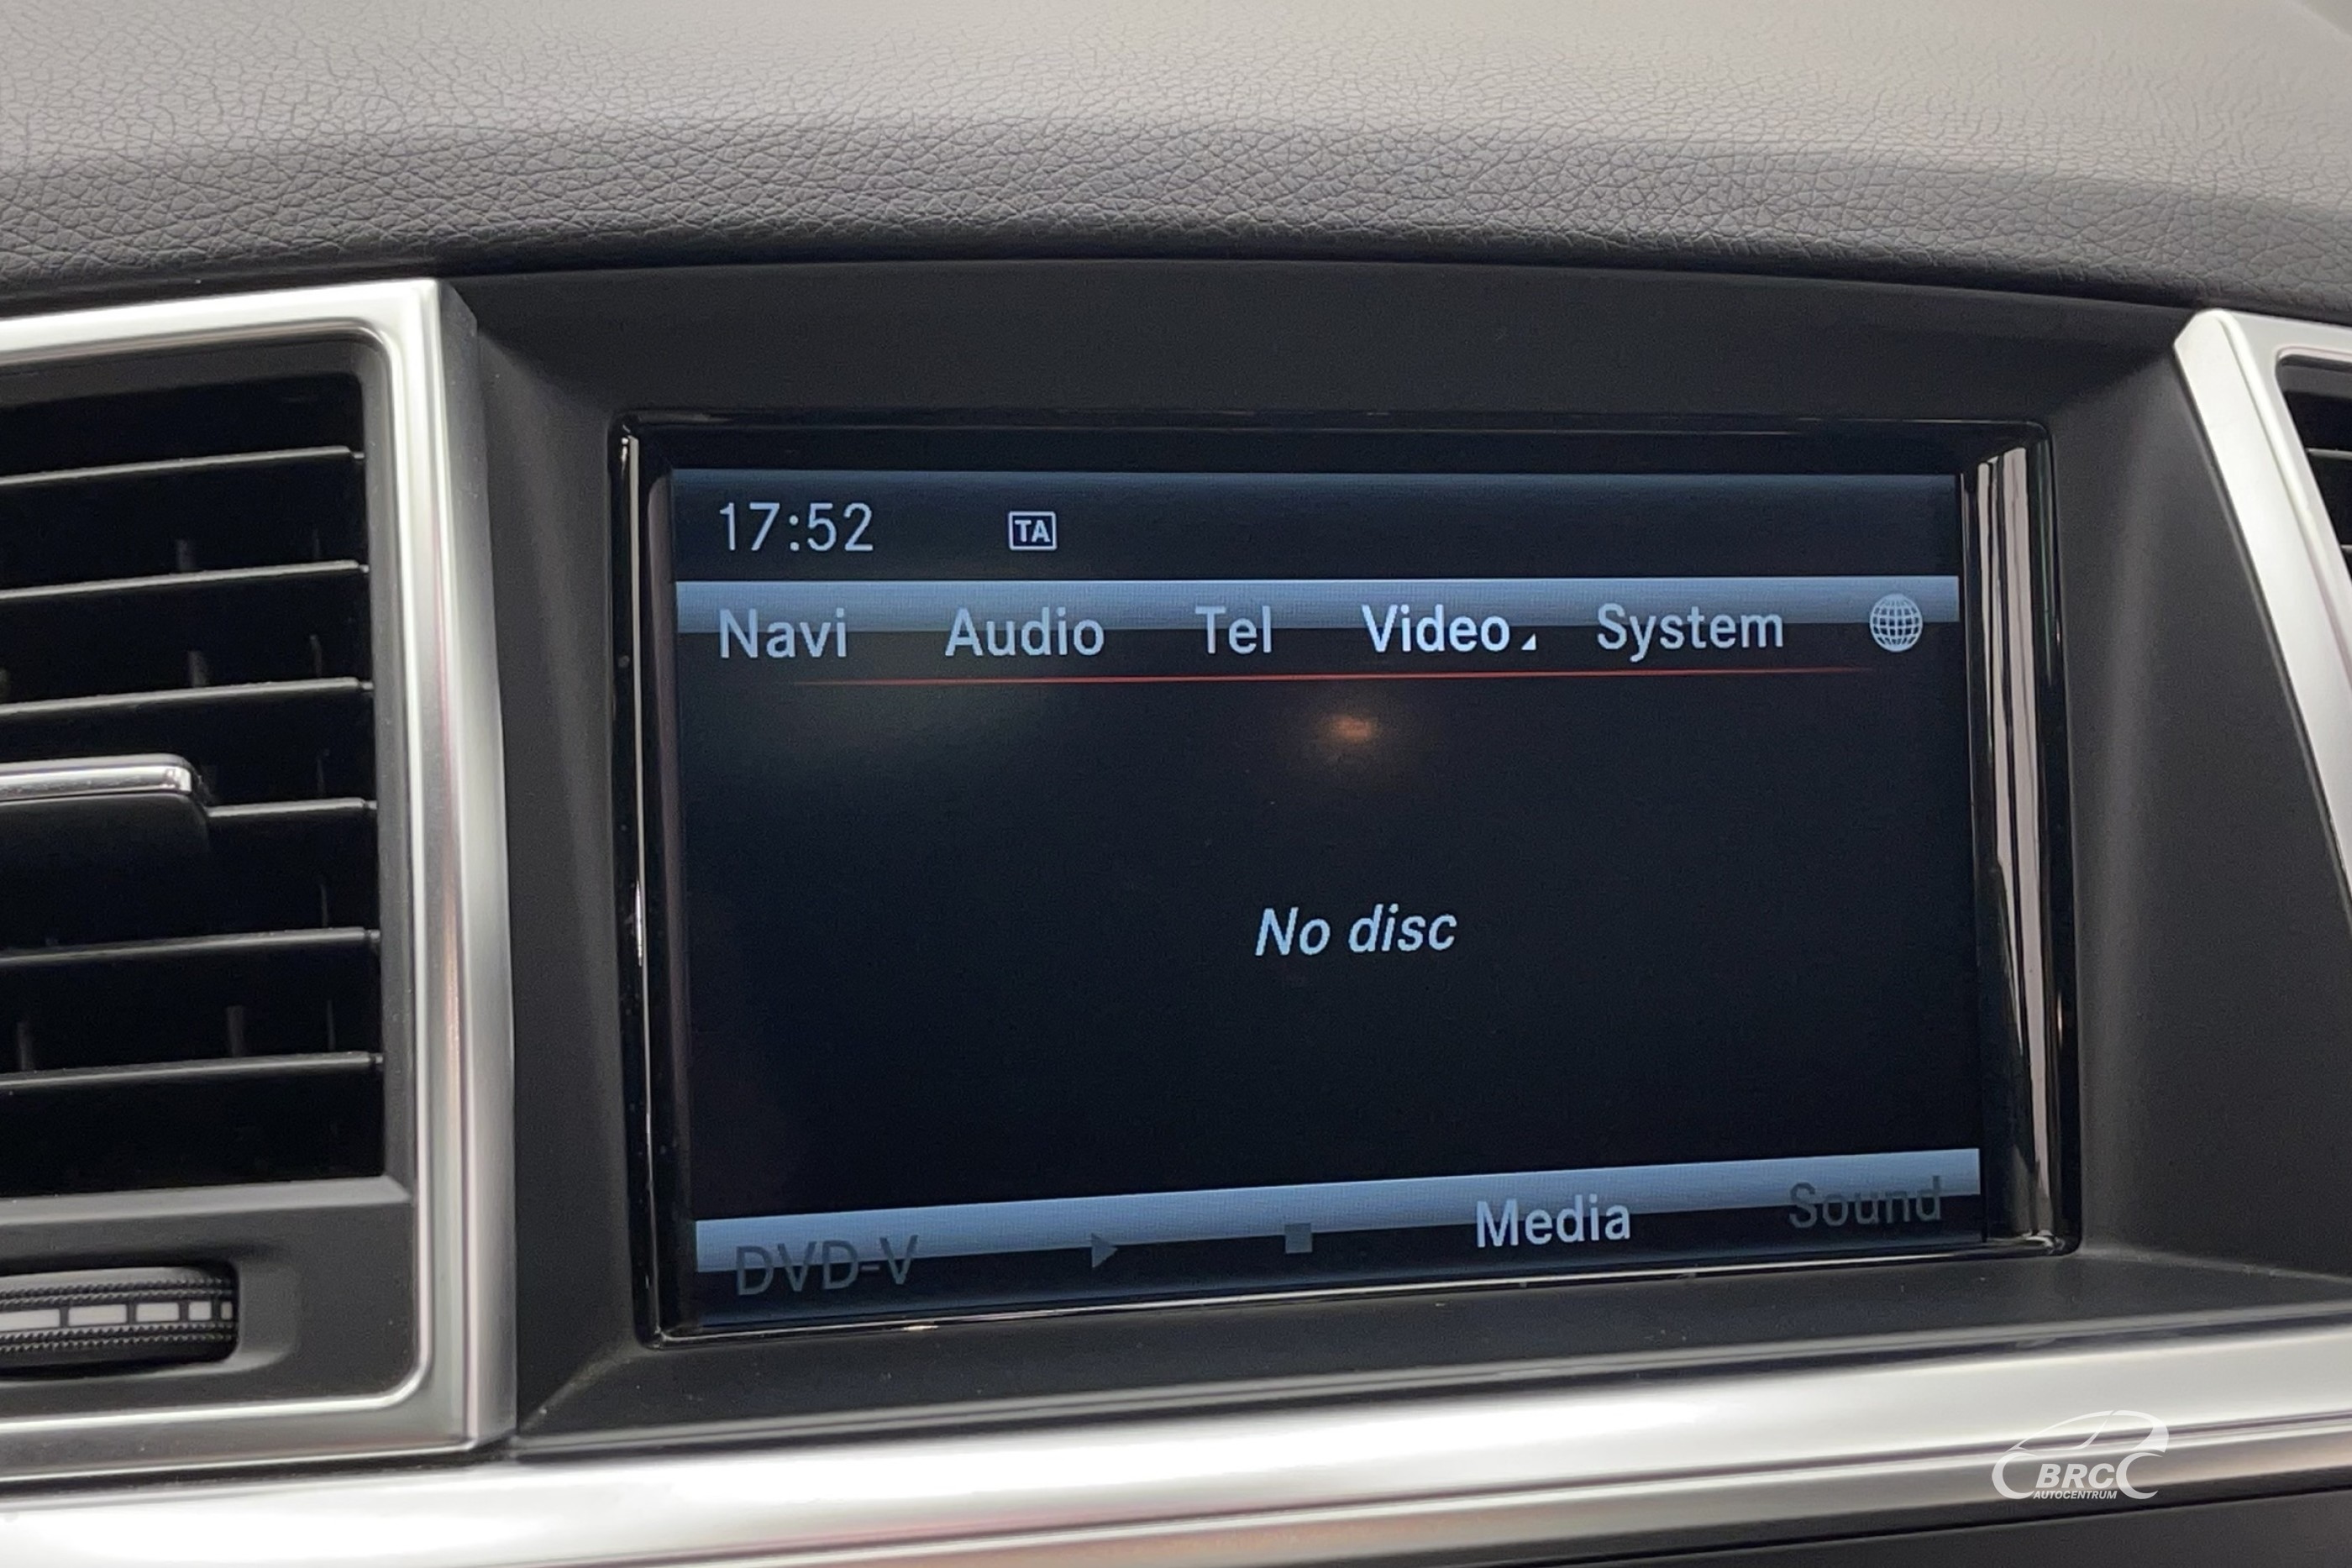 17:52 TA
Navi Audio Tel Video System
No disc
DVD-V Media Sound
BRC
AUTOCENTRUM